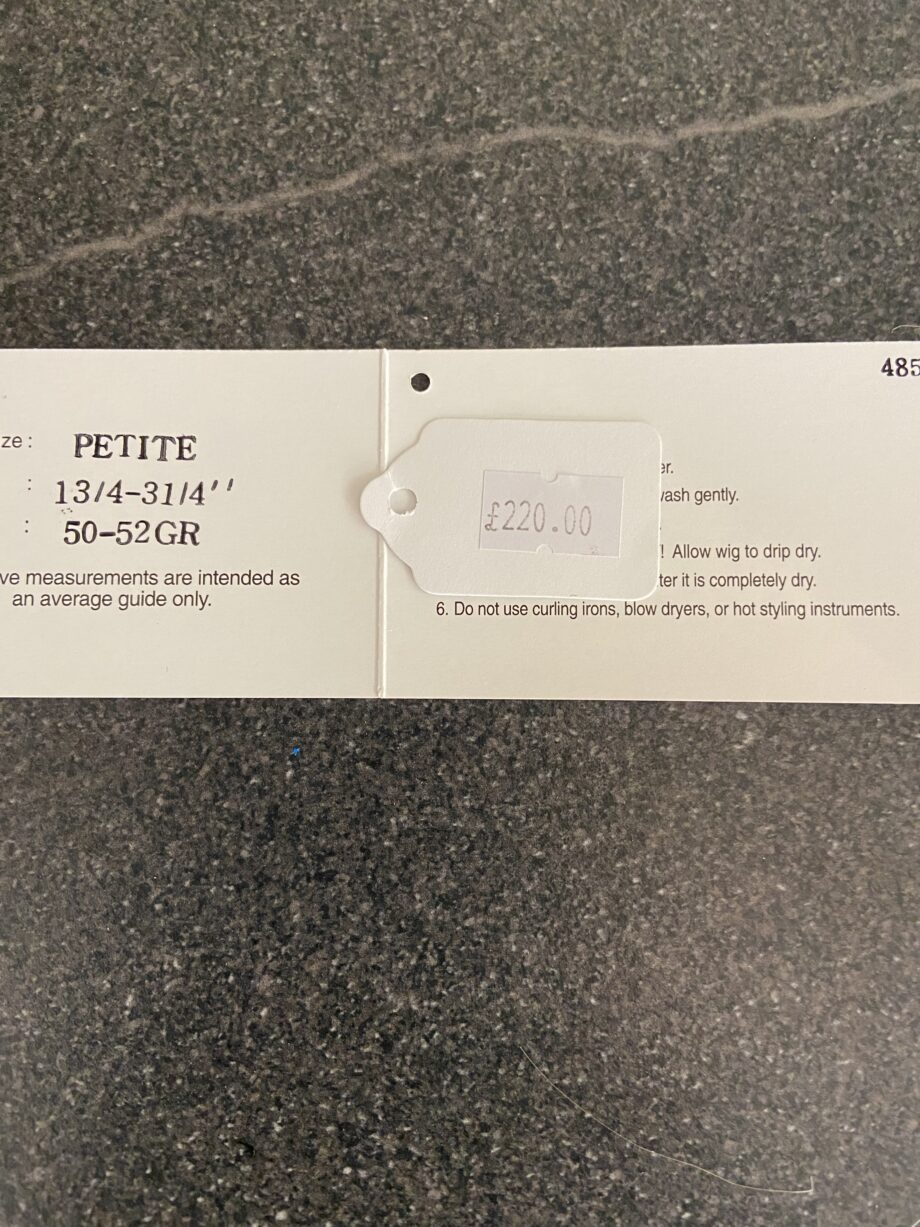 485
ze :
PETITE
: 13/4-31/4''
: 50-52GR
ve measurements are intended as
an average guide only.
£220.00
er.
ash gently.
! Allow wig to drip dry.
ter it is completely dry.
6. Do not use curling irons, blow dryers, or hot styling instruments.